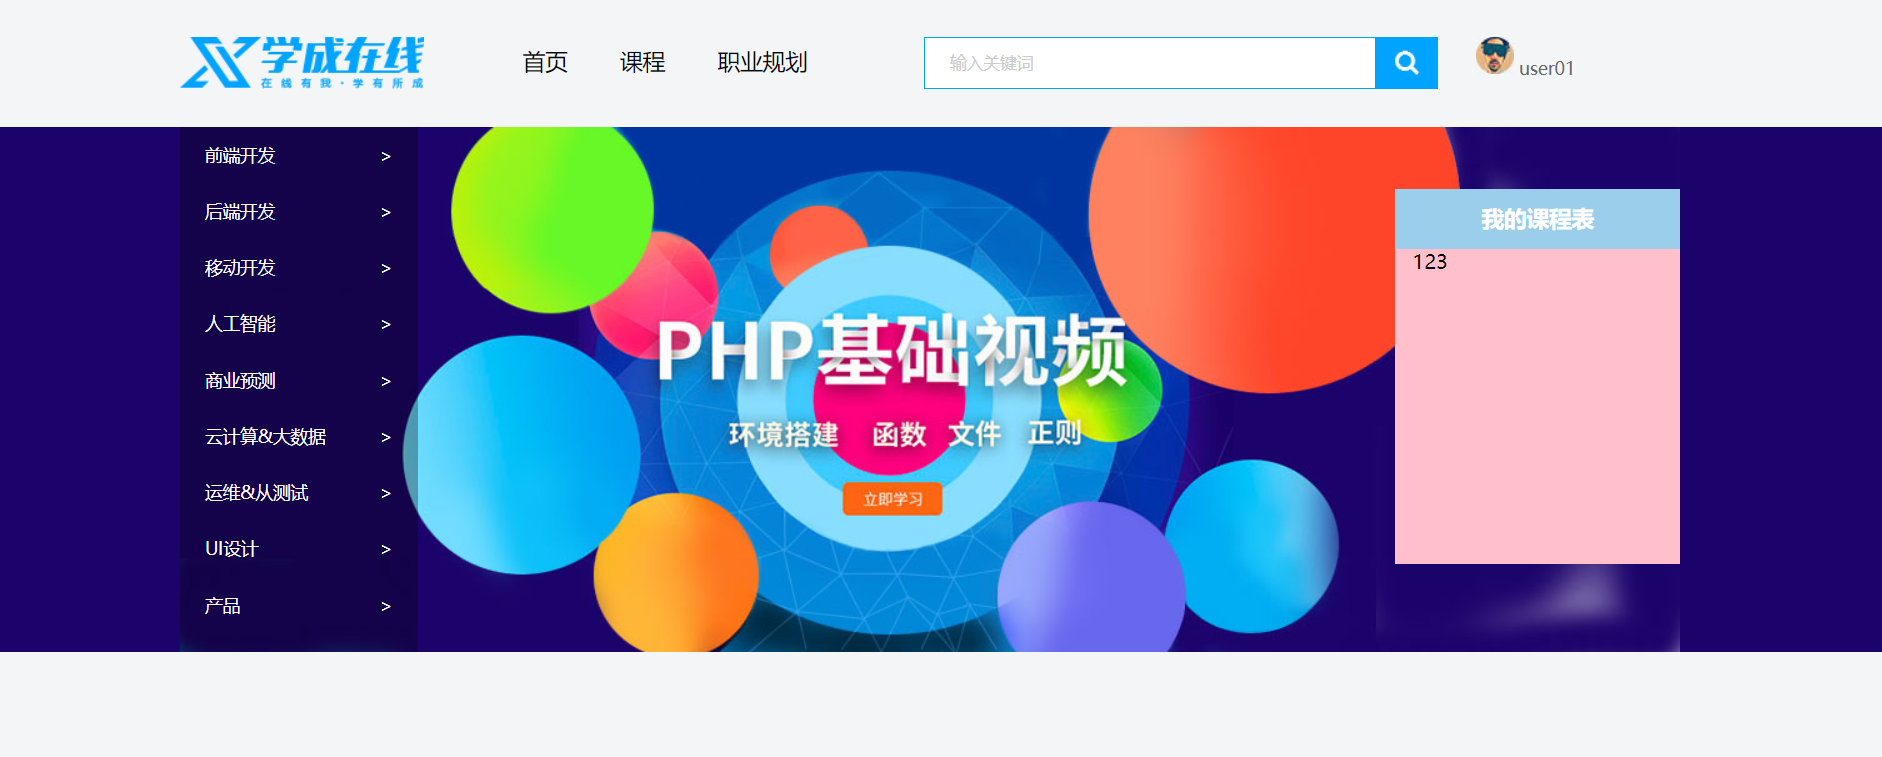 学成在线
在线有我·学有所成
首页 课程 职业规划
输入关键词
user01
前端开发 >
后端开发 >
移动开发 >
人工智能 >
商业预测 >
云计算&大数据 >
运维&从测试 >
UI设计 >
产品 >
PHP基础视频
环境搭建 函数 文件 正则
立即学习
我的课程表
123